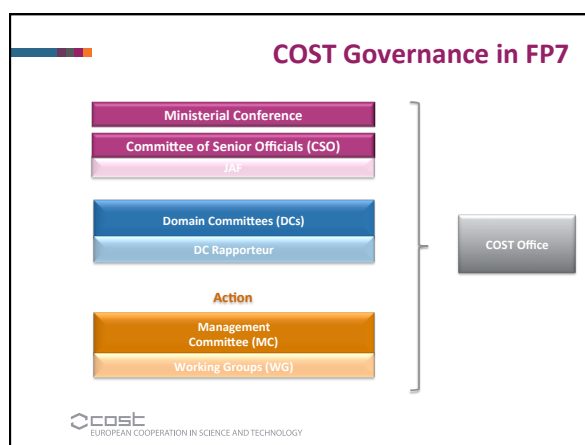 COST Governance in FP7
Ministerial Conference
Committee of Senior Officials (CSO)
JAF
Domain Committees (DCs)
DC Rapporteur
COST Office
Action
Management
Committee (MC)
Working Groups (WG)
cost
EUROPEAN COOPERATION IN SCIENCE AND TECHNOLOGY